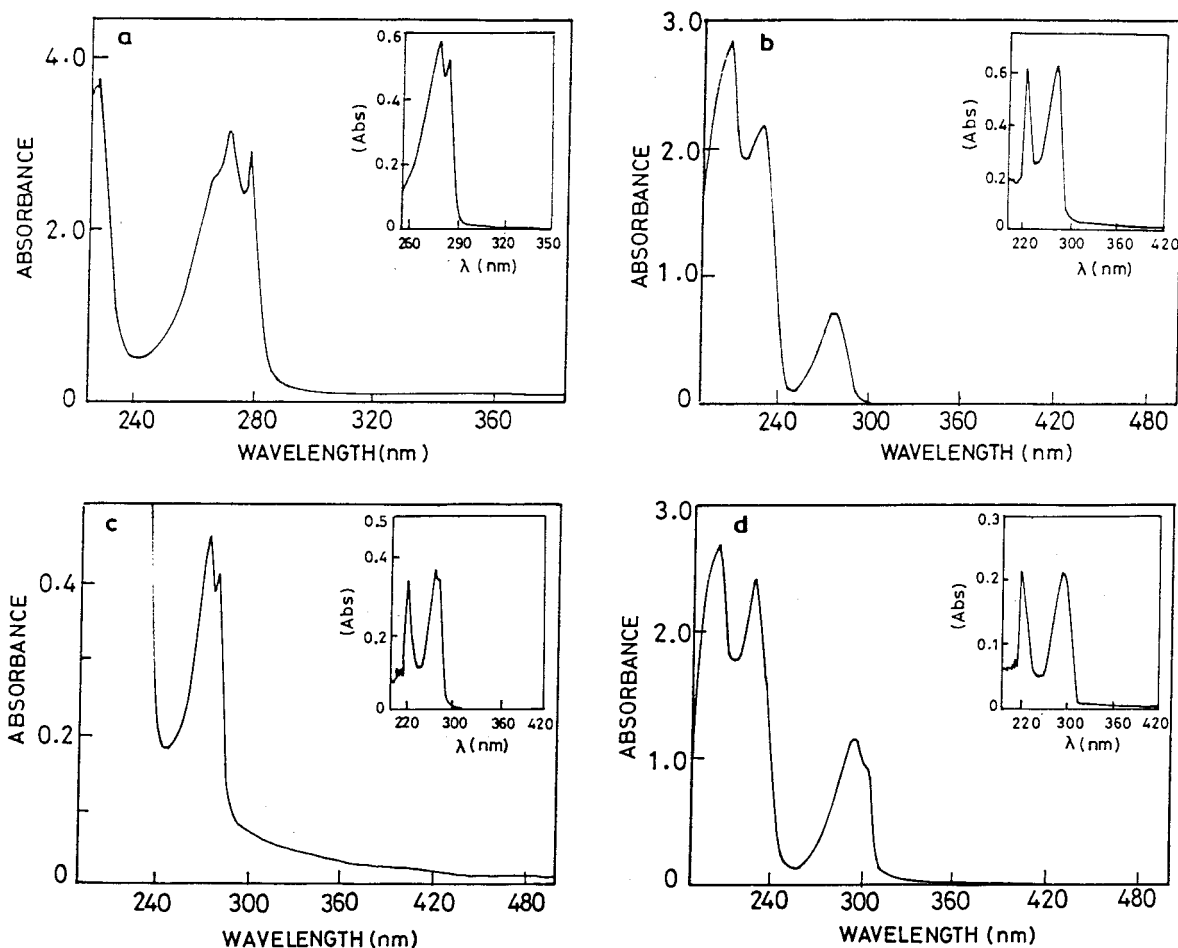 a
4.0
2.0
0
ABSORBANCE
240 280 320 360
WAVELENGTH(nm)
0.6
0.4
0.2
0
(Abs)
260 290 320 350
λ (nm)
b
3.0
2.0
1.0
0
ABSORBANCE
240 300 360 420 480
WAVELENGTH (nm)
0.6
0.4
0.2
0
(Abs)
220 300 360 420
λ (nm)
c
0.4
0.2
0
ABSORBANCE
240 300 360 420 480
WAVELENGTH(nm)
0.5
0.4
0.2
0
(Abs)
220 300 360 420
λ (nm)
d
3.0
2.0
1.0
0
ABSORBANCE
240 300 360 420 480
WAVELENGTH (nm)
0.3
0.2
0.1
0
(Abs)
220 300 360 420
λ (nm)